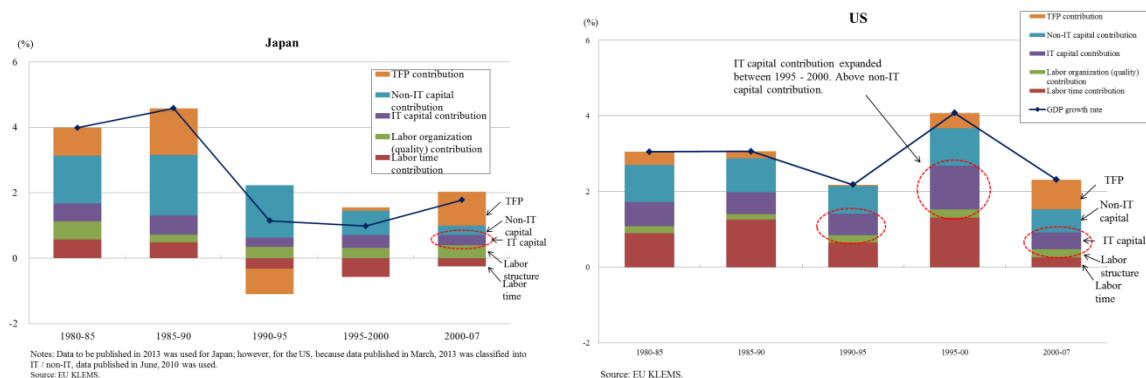 Japan
(%)
6
4
2
0
-2
TFP contribution
Non-IT capital
contribution
IT capital contribution
Labor organization
(quality) contribution
Labor time
contribution
TFP
Non-IT
capital
IT capital
Labor
structure
Labor
time
1980-85
1985-90
1990-95
1995-2000
2000-07
Notes: Data to be published in 2013 was used for Japan; however, for the US, because data published in March, 2013 was classified into
IT / non-IT, data published in June, 2010 was used.
Source: EU KLEMS.
US
(%)
6
4
2
0
-2
IT capital contribution expanded
between 1995 - 2000. Above non-IT
capital contribution.
TFP contribution
Non-IT capital contribution
IT capital contribution
Labor organization (quality)
contribution
Labor time contribution
GDP growth rate
TFP
Non-IT
capital
IT capital
Labor
structure
Labor
time
1980-85
1985-90
1990-95
1995-00
2000-07
Source: EU KLEMS.